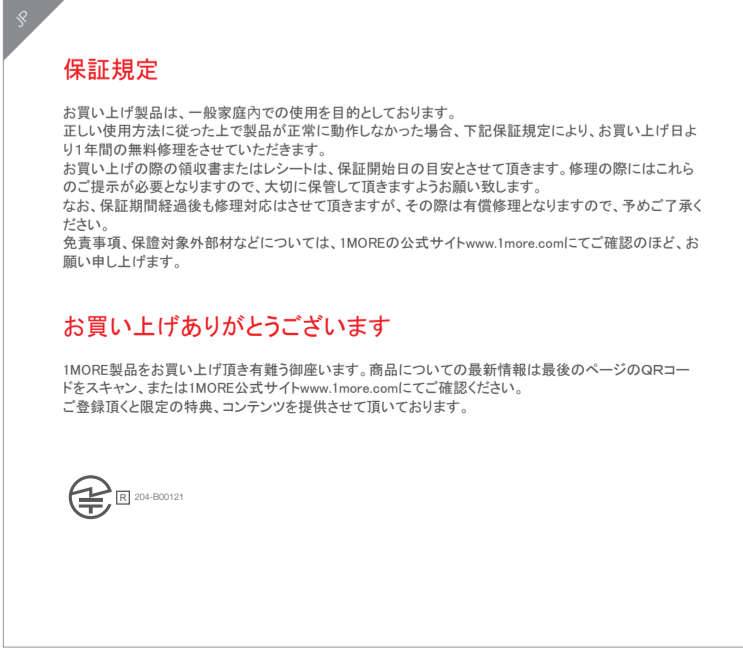 JP
保証規定
お買い上げ製品は、一般家庭內での使用を目的としております。
正しい使用方法に従った上で製品が正常に動作しなかった場合、下記保証規定により、お買い上げ日よ
り1年間の無料修理をさせていただきます。
お買い上げの際の領収書またはレシートは、保証開始日の目安とさせて頂きます。修理の際にはこれら
のご提示が必要となりますので、大切に保管して頂きますようお願い致します。
なお、保証期間経過後も修理対応はさせて頂きますが、その際は有償修理となりますので、予めご了承く
ださい。
免責事項、保證対象外部材などについては、1MOREの公式サイトwww.1more.comにてご確認のほど、お
願い申し上げます。
お買い上げありがとうございます
1MORE製品をお買い上げ頂き有難う御座います。商品についての最新情報は最後のページのQRコー
ドをスキャン、または1MORE公式サイトwww.1more.comにてご確認ください。
ご登録頂くと限定の特典、コンテンツを提供させて頂いております。
R 204-B00121